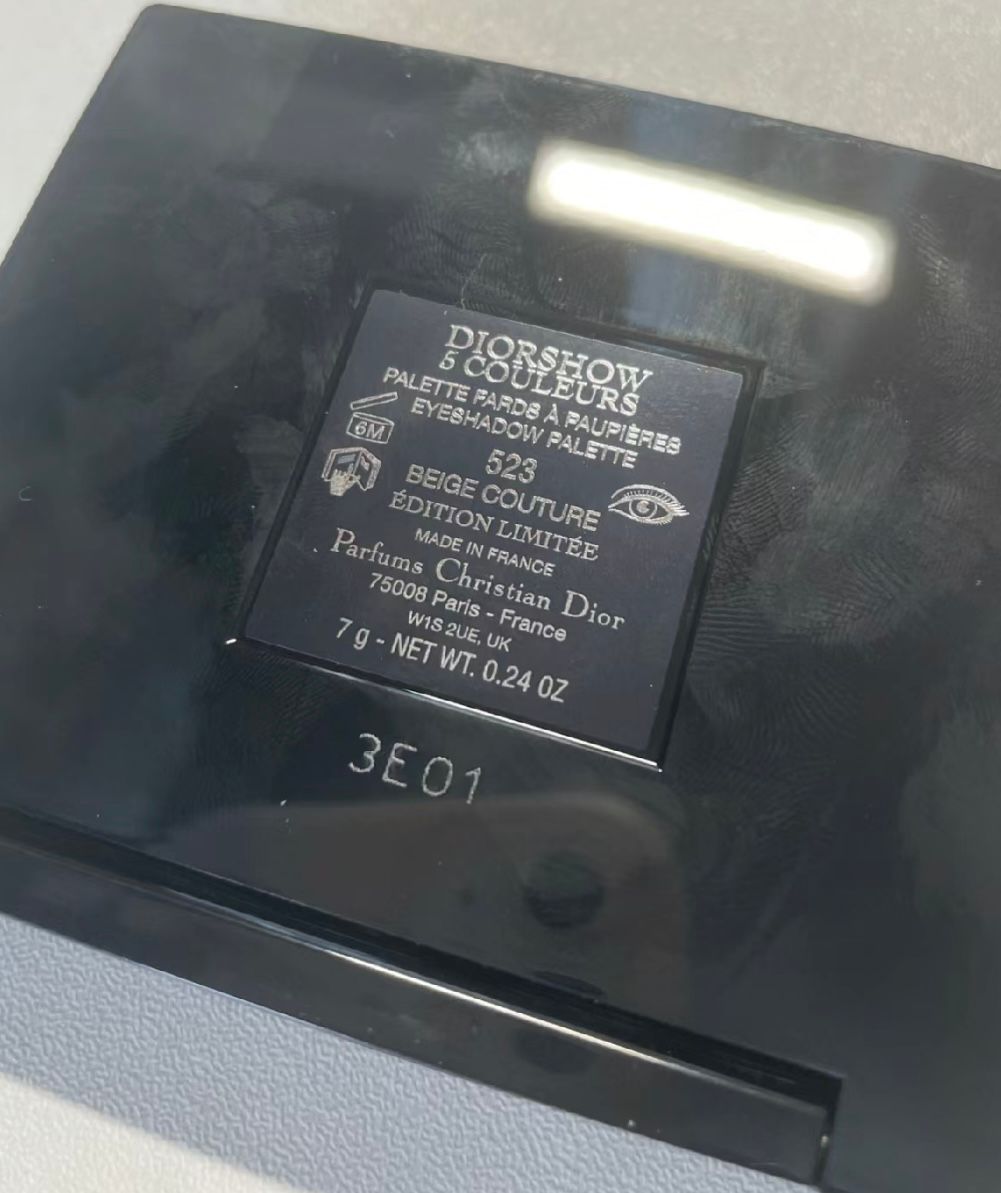 DIORSHOW
5 COULEURS
PALETTE FARDS À PAUPIÈRES
EYESHADOW PALETTE
6M
523
BEIGE COUTURE
ÉDITION LIMITÉE
MADE IN FRANCE
Parfums Christian Dior
75008 Paris - France
W1S 2UE, UK
7 g - NET WT. 0.24 OZ
3E01